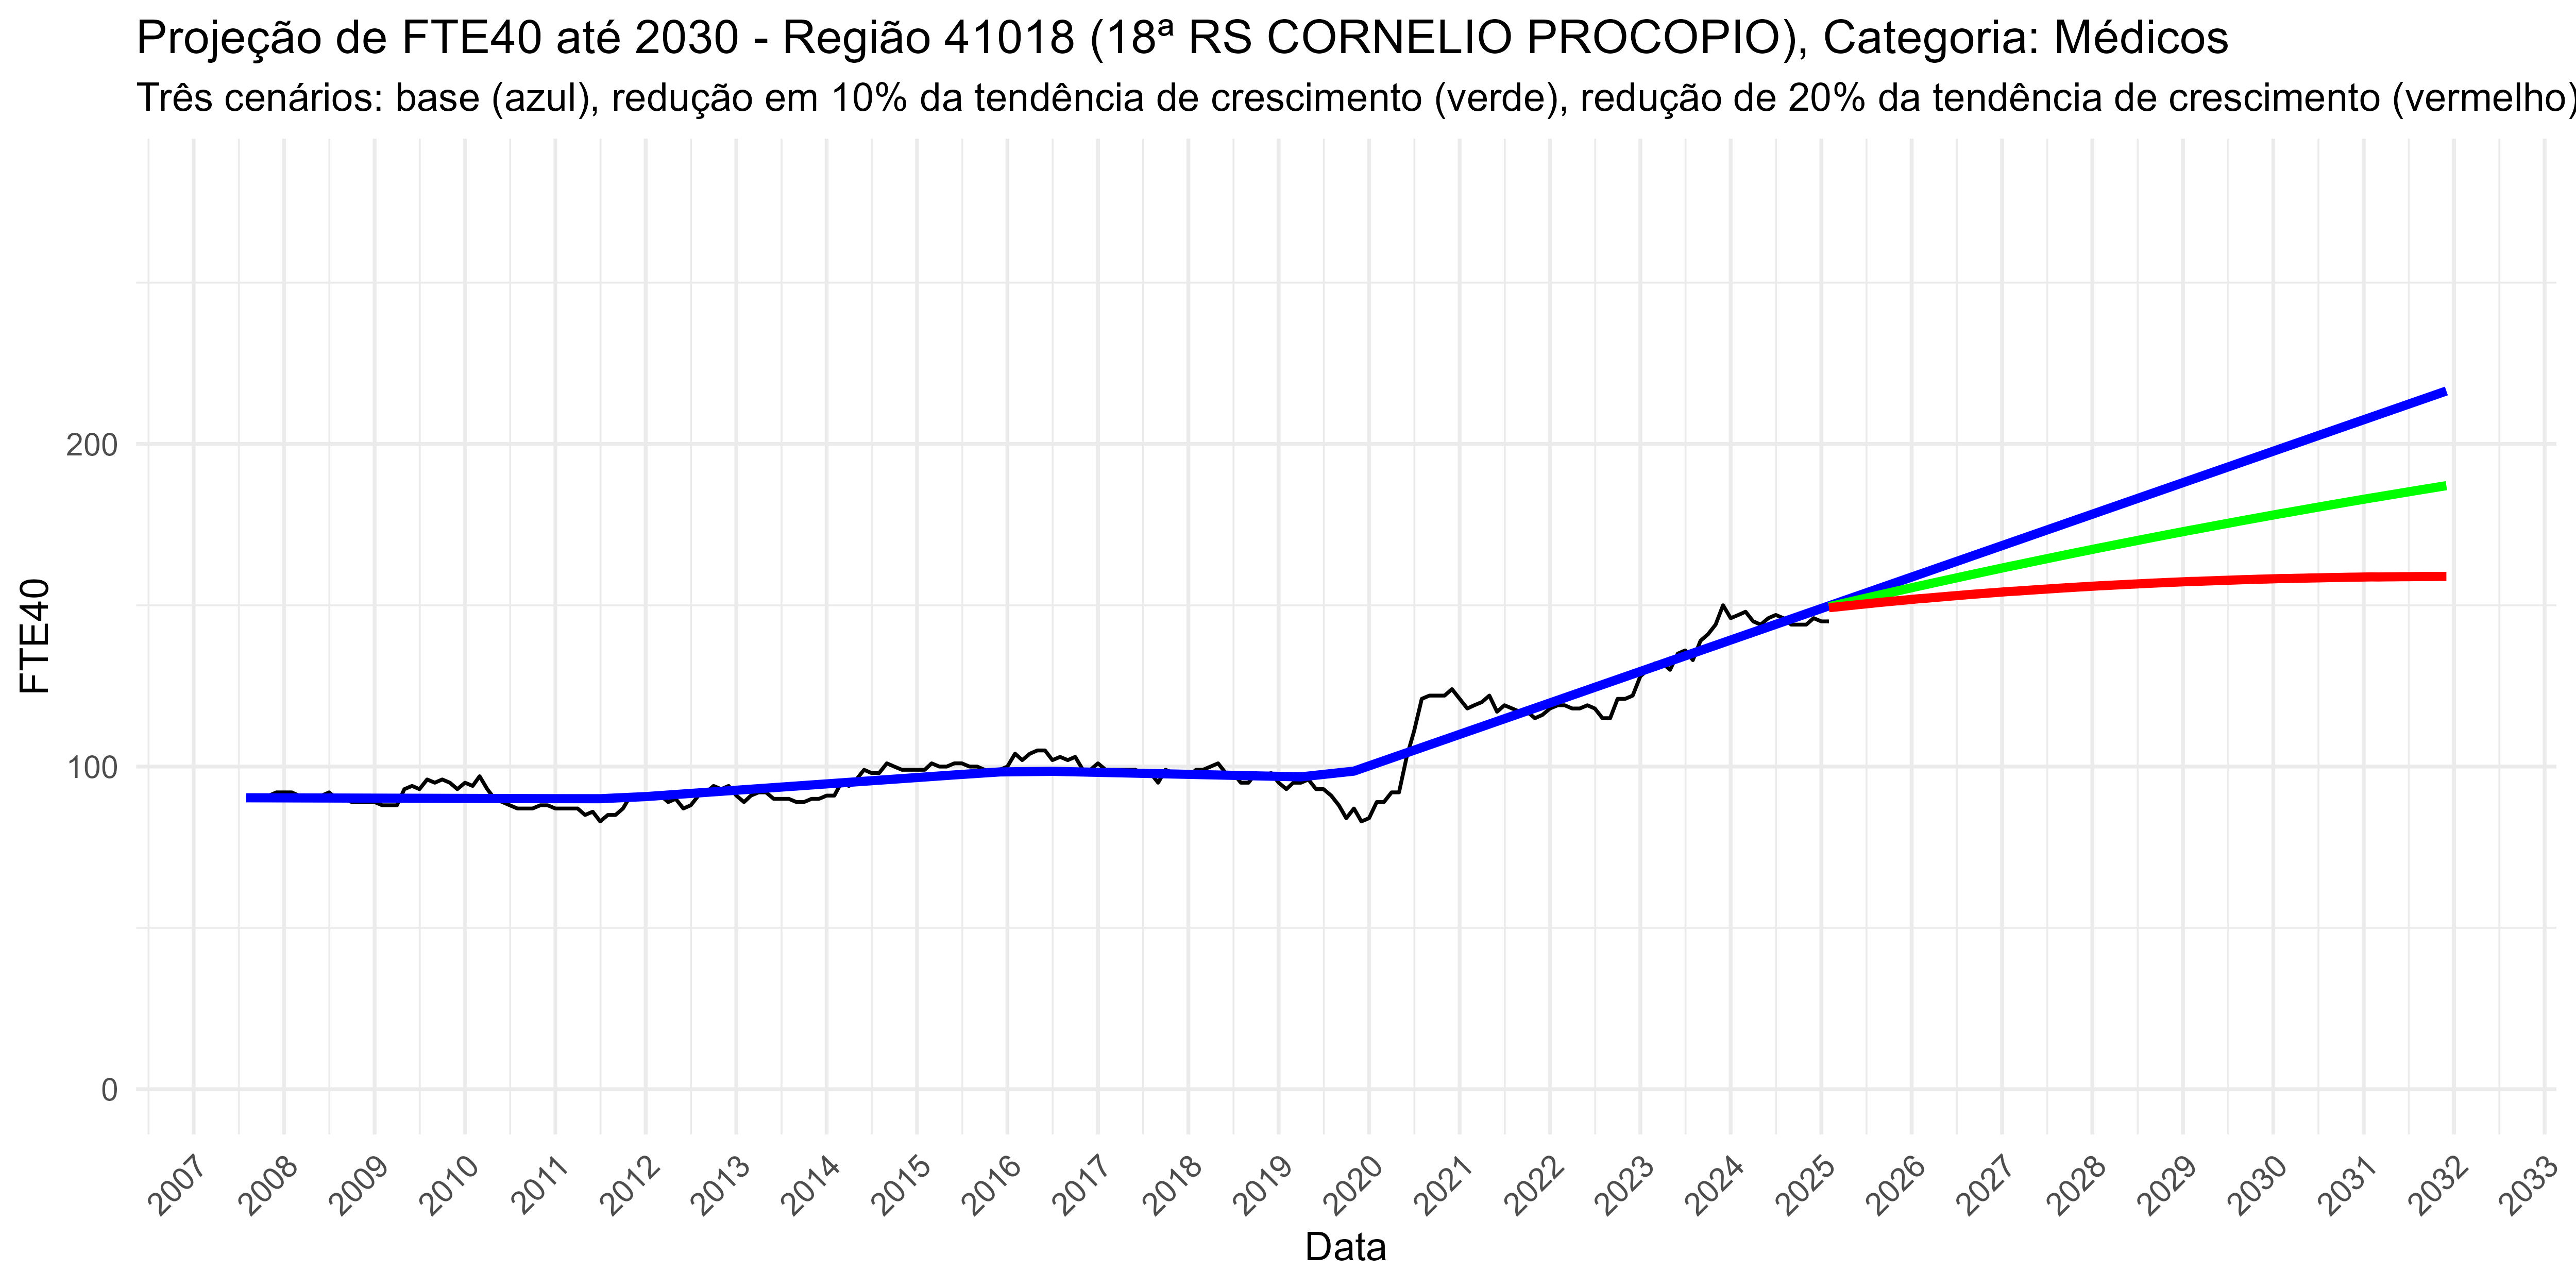 Projeção de FTE40 até 2030 - Região 41018 (18ª RS CORNELIO PROCOPIO), Categoria: Médicos
Três cenários: base (azul), redução em 10% da tendência de crescimento (verde), redução de 20% da tendência de crescimento (vermelho)
FTE40
200
100
0
2007 2008 2009 2010 2011 2012 2013 2014 2015 2016 2017 2018 2019 2020 2021 2022 2023 2024 2025 2026 2027 2028 2029 2030 2031 2032 2033
Data